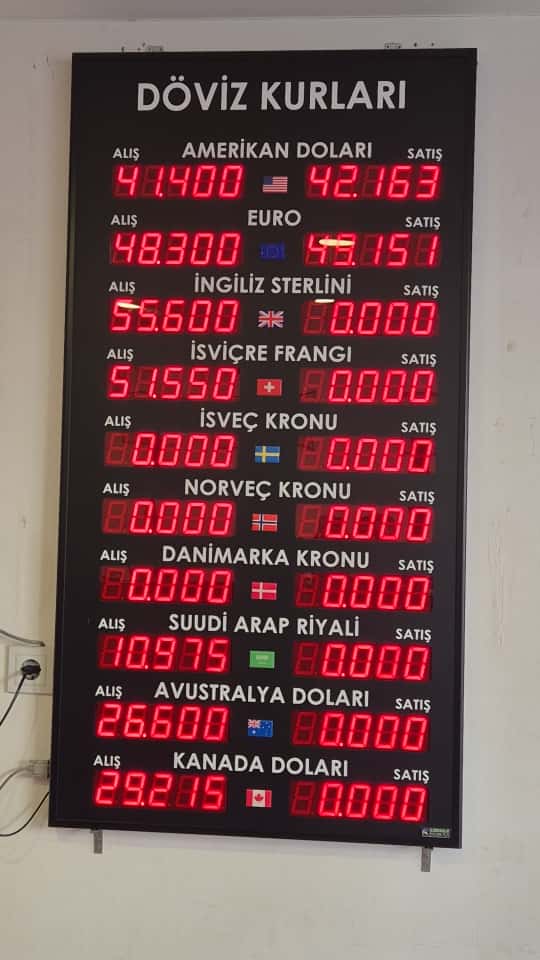 DÖVİZ KURLARI
ALIŞ AMERİKAN DOLARI SATIŞ
41.400 42.163
ALIŞ EURO SATIŞ
48.300 49.151
ALIŞ İNGİLİZ STERLİNİ SATIŞ
55.600 0.000
ALIŞ İSVİÇRE FRANGI SATIŞ
51.550 0.000
ALIŞ İSVEÇ KRONU SATIŞ
0.000 0.000
ALIŞ NORVEÇ KRONU SATIŞ
0.000 0.000
ALIŞ DANİMARKA KRONU SATIŞ
0.000 0.000
ALIŞ SUUDİ ARAP RİYALİ SATIŞ
10.975 0.000
ALIŞ AVUSTRALYA DOLARI SATIŞ
26.600 0.000
ALIŞ KANADA DOLARI SATIŞ
29.215 0.000